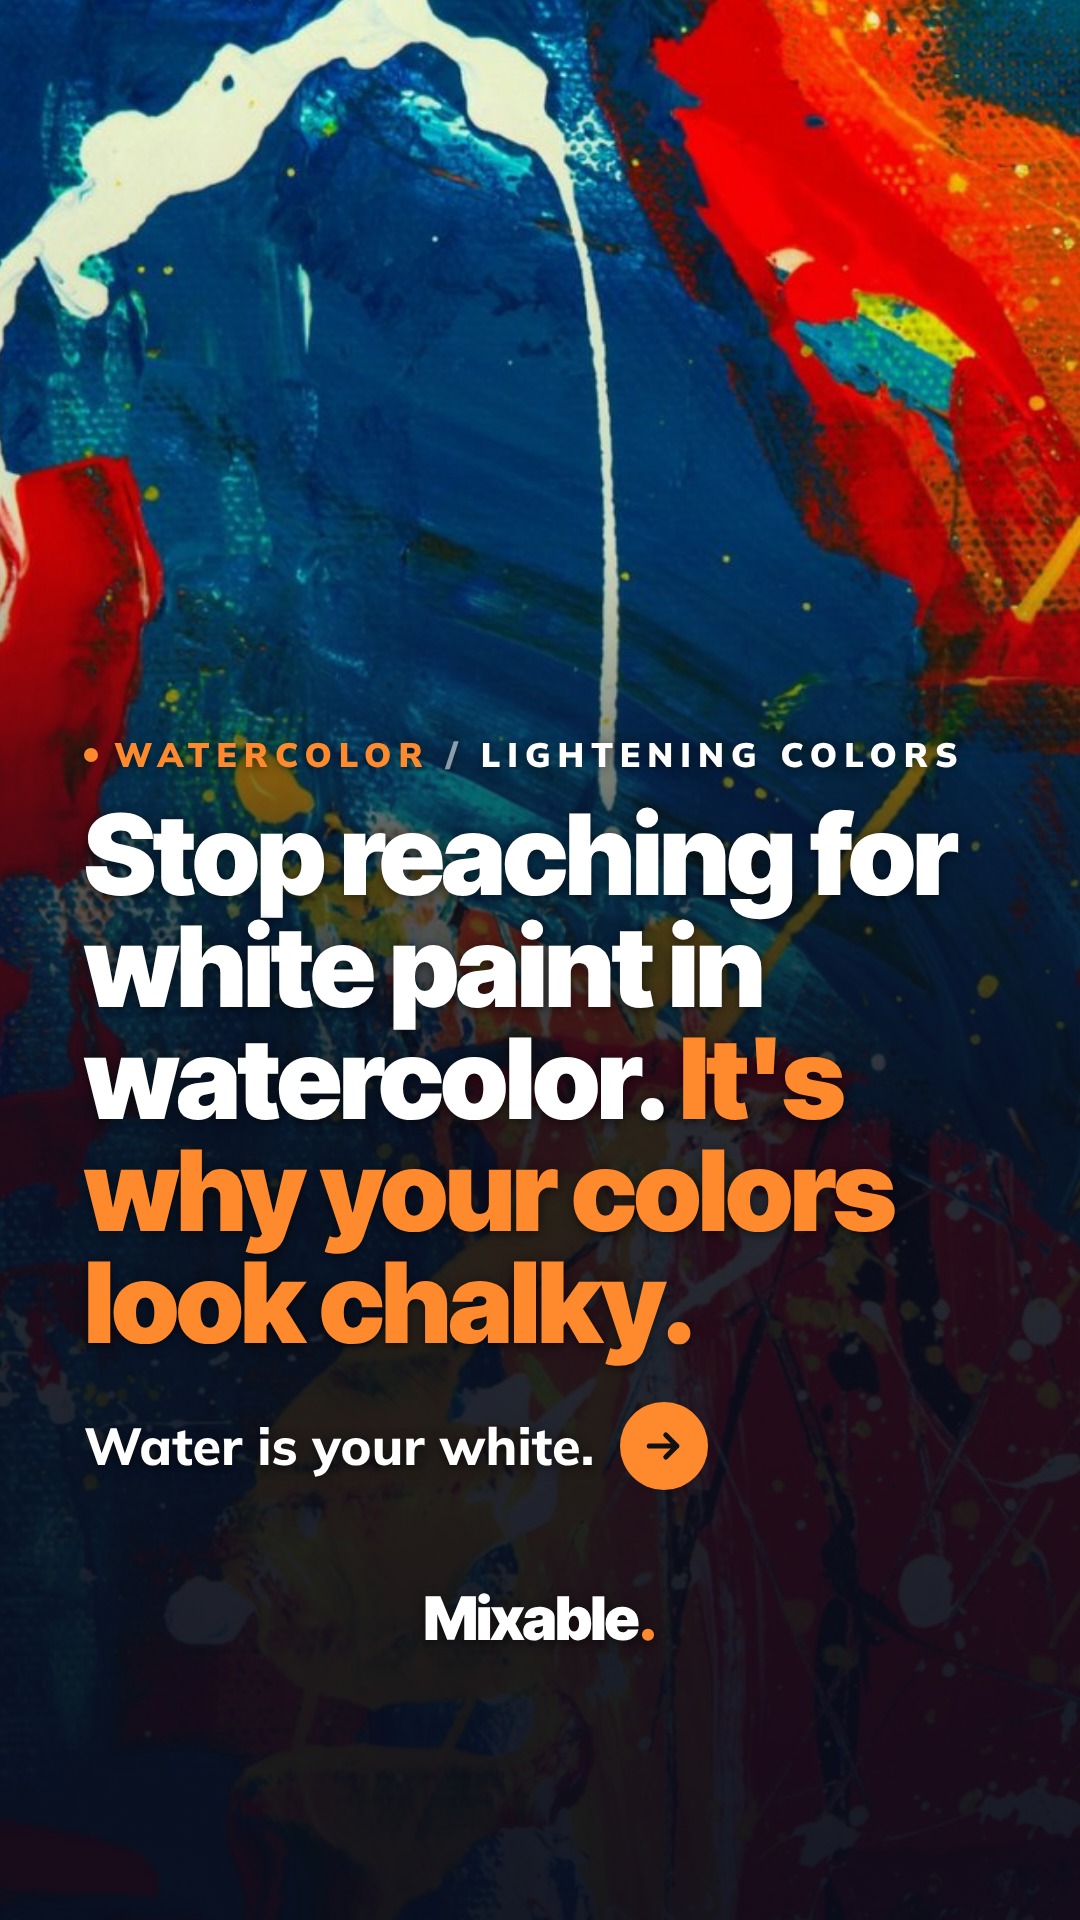 • WATERCOLOR / LIGHTENING COLORS
Stop reaching for
white paint in
watercolor. It's
why your colors
look chalky.
Water is your white. →
Mixable.